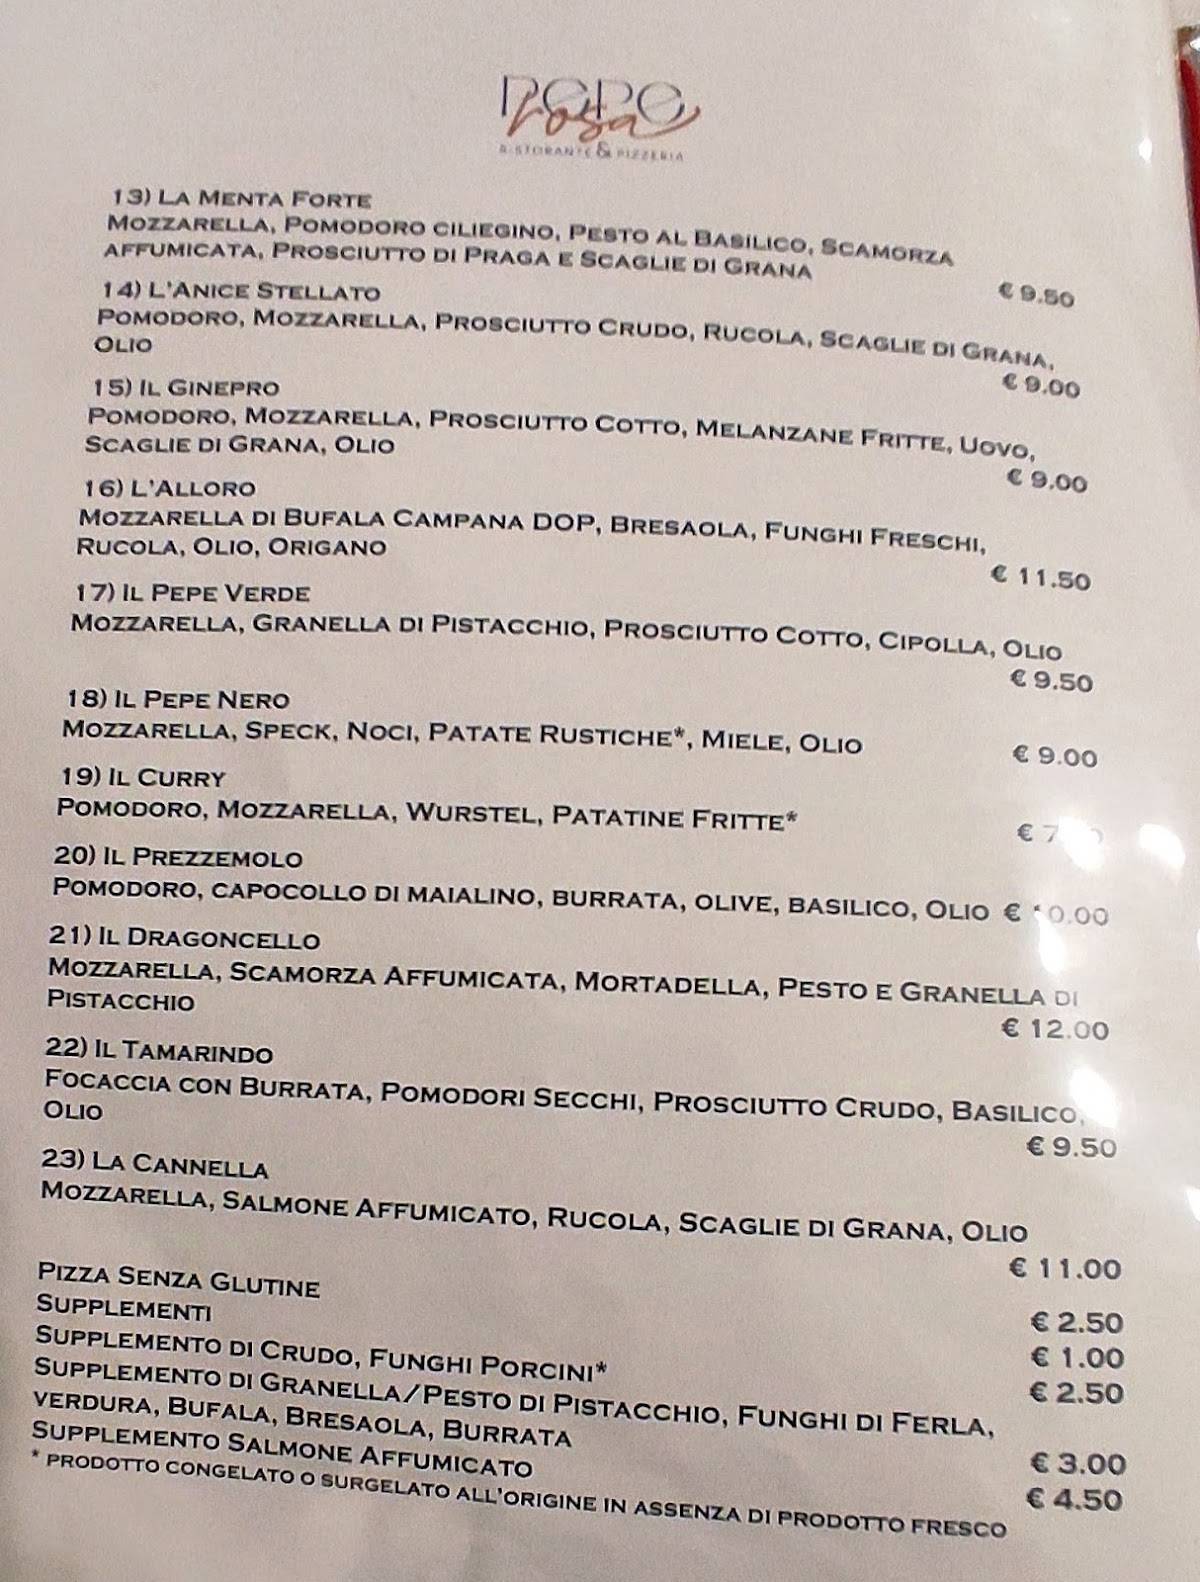 Pepe
rosa
RISTORANTE & PIZZERIA
13) LA MENTA FORTE
MOZZARELLA, POMODORO CILIEGINO, PESTO AL BASILICO, SCAMORZA
AFFUMICATA, PROSCIUTTO DI PRAGA E SCAGLIE DI GRANA
€ 9.50
14) L'ANICE STELLATO
POMODORO, MOZZARELLA, PROSCIUTTO CRUDO, RUCOLA, SCAGLIE DI GRANA,
OLIO
€ 9.00
15) IL GINEPRO
POMODORO, MOZZARELLA, PROSCIUTTO COTTO, MELANZANE FRITTE, UOVO,
SCAGLIE DI GRANA, OLIO
€ 9.00
16) L'ALLORO
MOZZARELLA DI BUFALA CAMPANA DOP, BRESAOLA, FUNGHI FRESCHI,
RUCOLA, OLIO, ORIGANO
€ 11.50
17) IL PEPE VERDE
MOZZARELLA, GRANELLA DI PISTACCHIO, PROSCIUTTO COTTO, CIPOLLA, OLIO
€ 9.50
18) IL PEPE NERO
MOZZARELLA, SPECK, NOCI, PATATE RUSTICHE*, MIELE, OLIO
€ 9.00
19) IL CURRY
POMODORO, MOZZARELLA, WURSTEL, PATATINE FRITTE*
€
20) IL PREZZEMOLO
POMODORO, CAPOCOLLO DI MAIALINO, BURRATA, OLIVE, BASILICO, OLIO € 10.00
21) IL DRAGONCELLO
MOZZARELLA, SCAMORZA AFFUMICATA, MORTADELLA, PESTO E GRANELLA DI
PISTACCHIO
€ 12.00
22) IL TAMARINDO
FOCACCIA CON BURRATA, POMODORI SECCHI, PROSCIUTTO CRUDO, BASILICO,
OLIO
€ 9.50
23) LA CANNELLA
MOZZARELLA, SALMONE AFFUMICATO, RUCOLA, SCAGLIE DI GRANA, OLIO
€ 11.00
PIZZA SENZA GLUTINE
€ 2.50
SUPPLEMENTI
€ 1.00
SUPPLEMENTO DI CRUDO, FUNGHI PORCINI*
€ 2.50
SUPPLEMENTO DI GRANELLA/PESTO DI PISTACCHIO, FUNGHI DI FERLA,
VERDURA, BUFALA, BRESAOLA, BURRATA
€ 3.00
SUPPLEMENTO SALMONE AFFUMICATO
€ 4.50
* PRODOTTO CONGELATO O SURGELATO ALL'ORIGINE IN ASSENZA DI PRODOTTO FRESCO